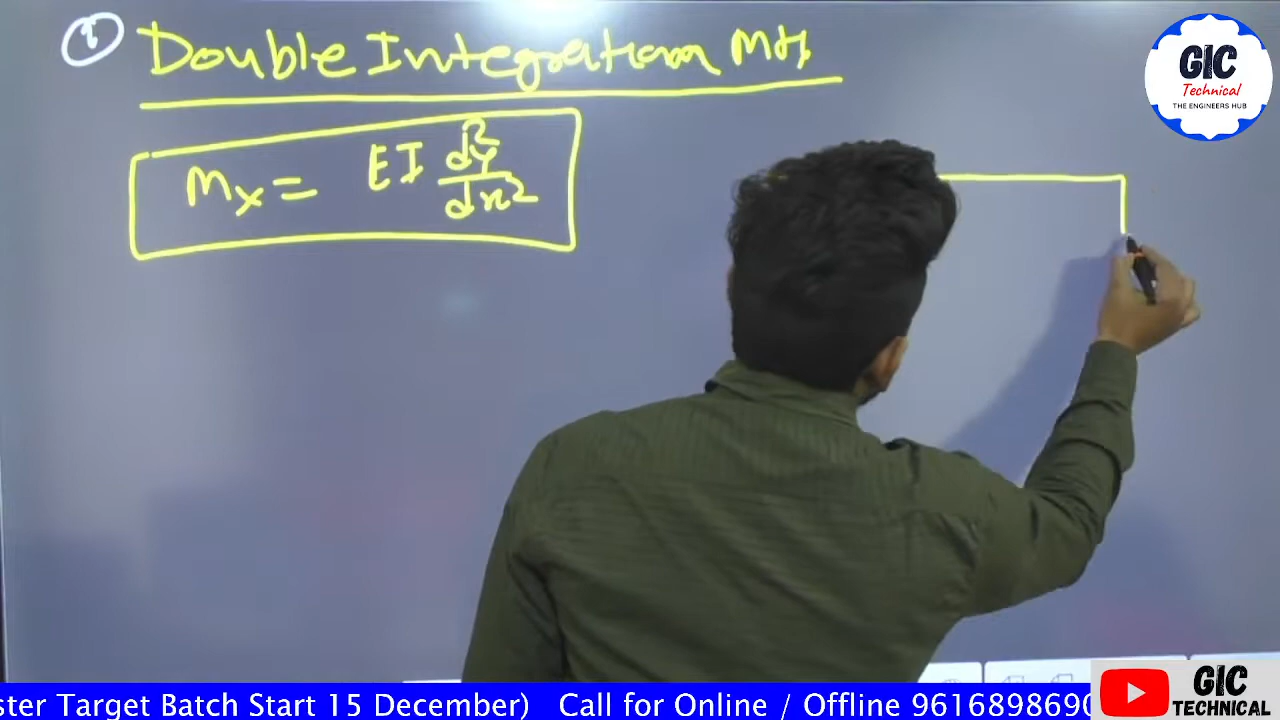 ① Double Integration Mth
Mx = EI d²y/dx²
GIC
Technical
THE ENGINEERS HUB
ster Target Batch Start 15 December) Call for Online / Offline 961689869
GIC
TECHNICAL